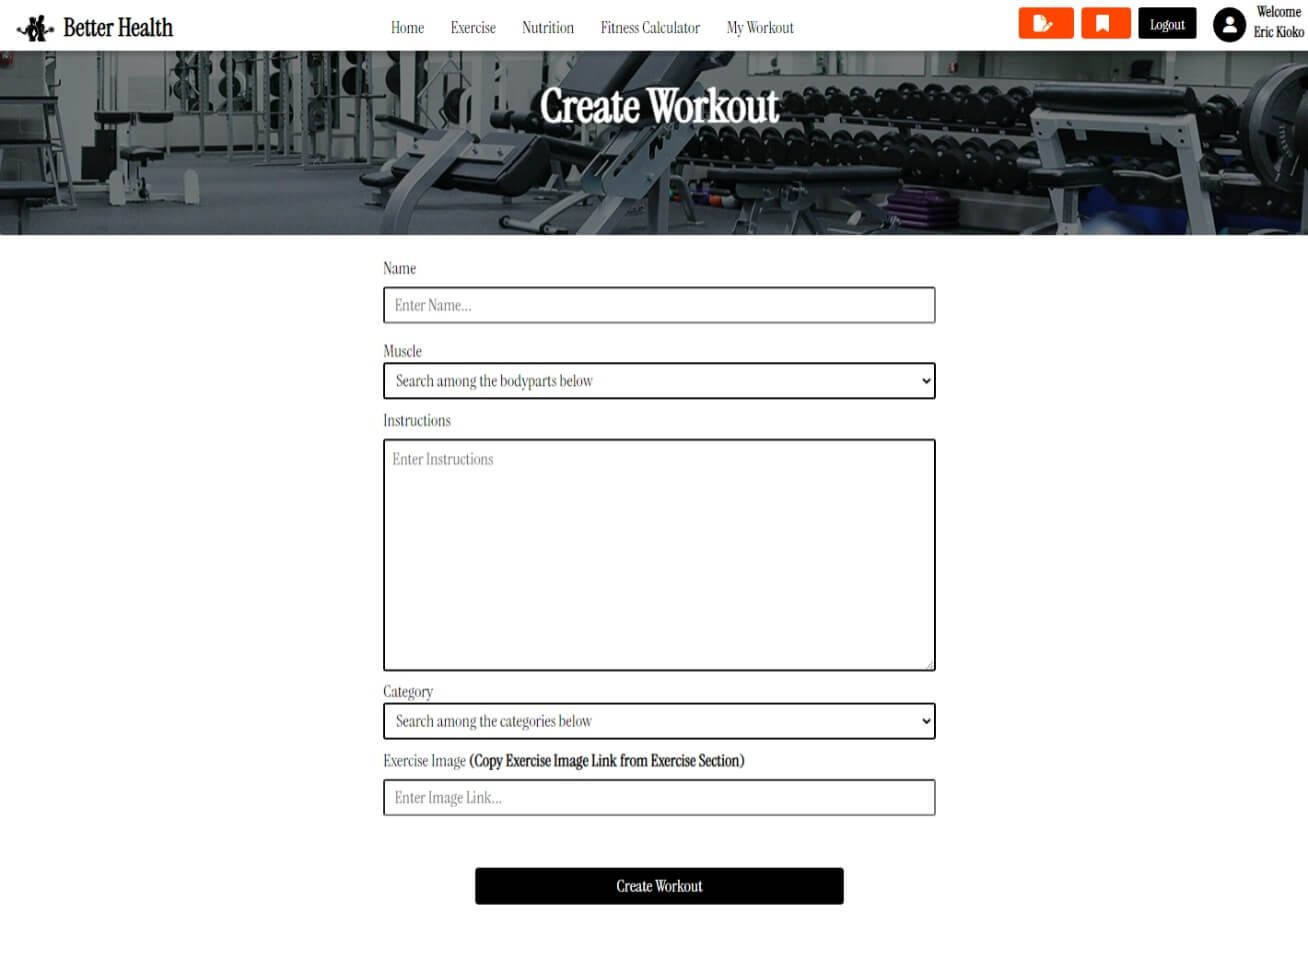 Better Health
Home
Exercise
Nutrition
Fitness Calculator
My Workout
Logout
Welcome
Eric Kioko
Create Workout
Name
Enter Name...
Muscle
Search among the bodyparts below
Instructions
Enter Instructions
Category
Search among the categories below
Exercise Image (Copy Exercise Image Link from Exercise Section)
Enter Image Link...
Create Workout